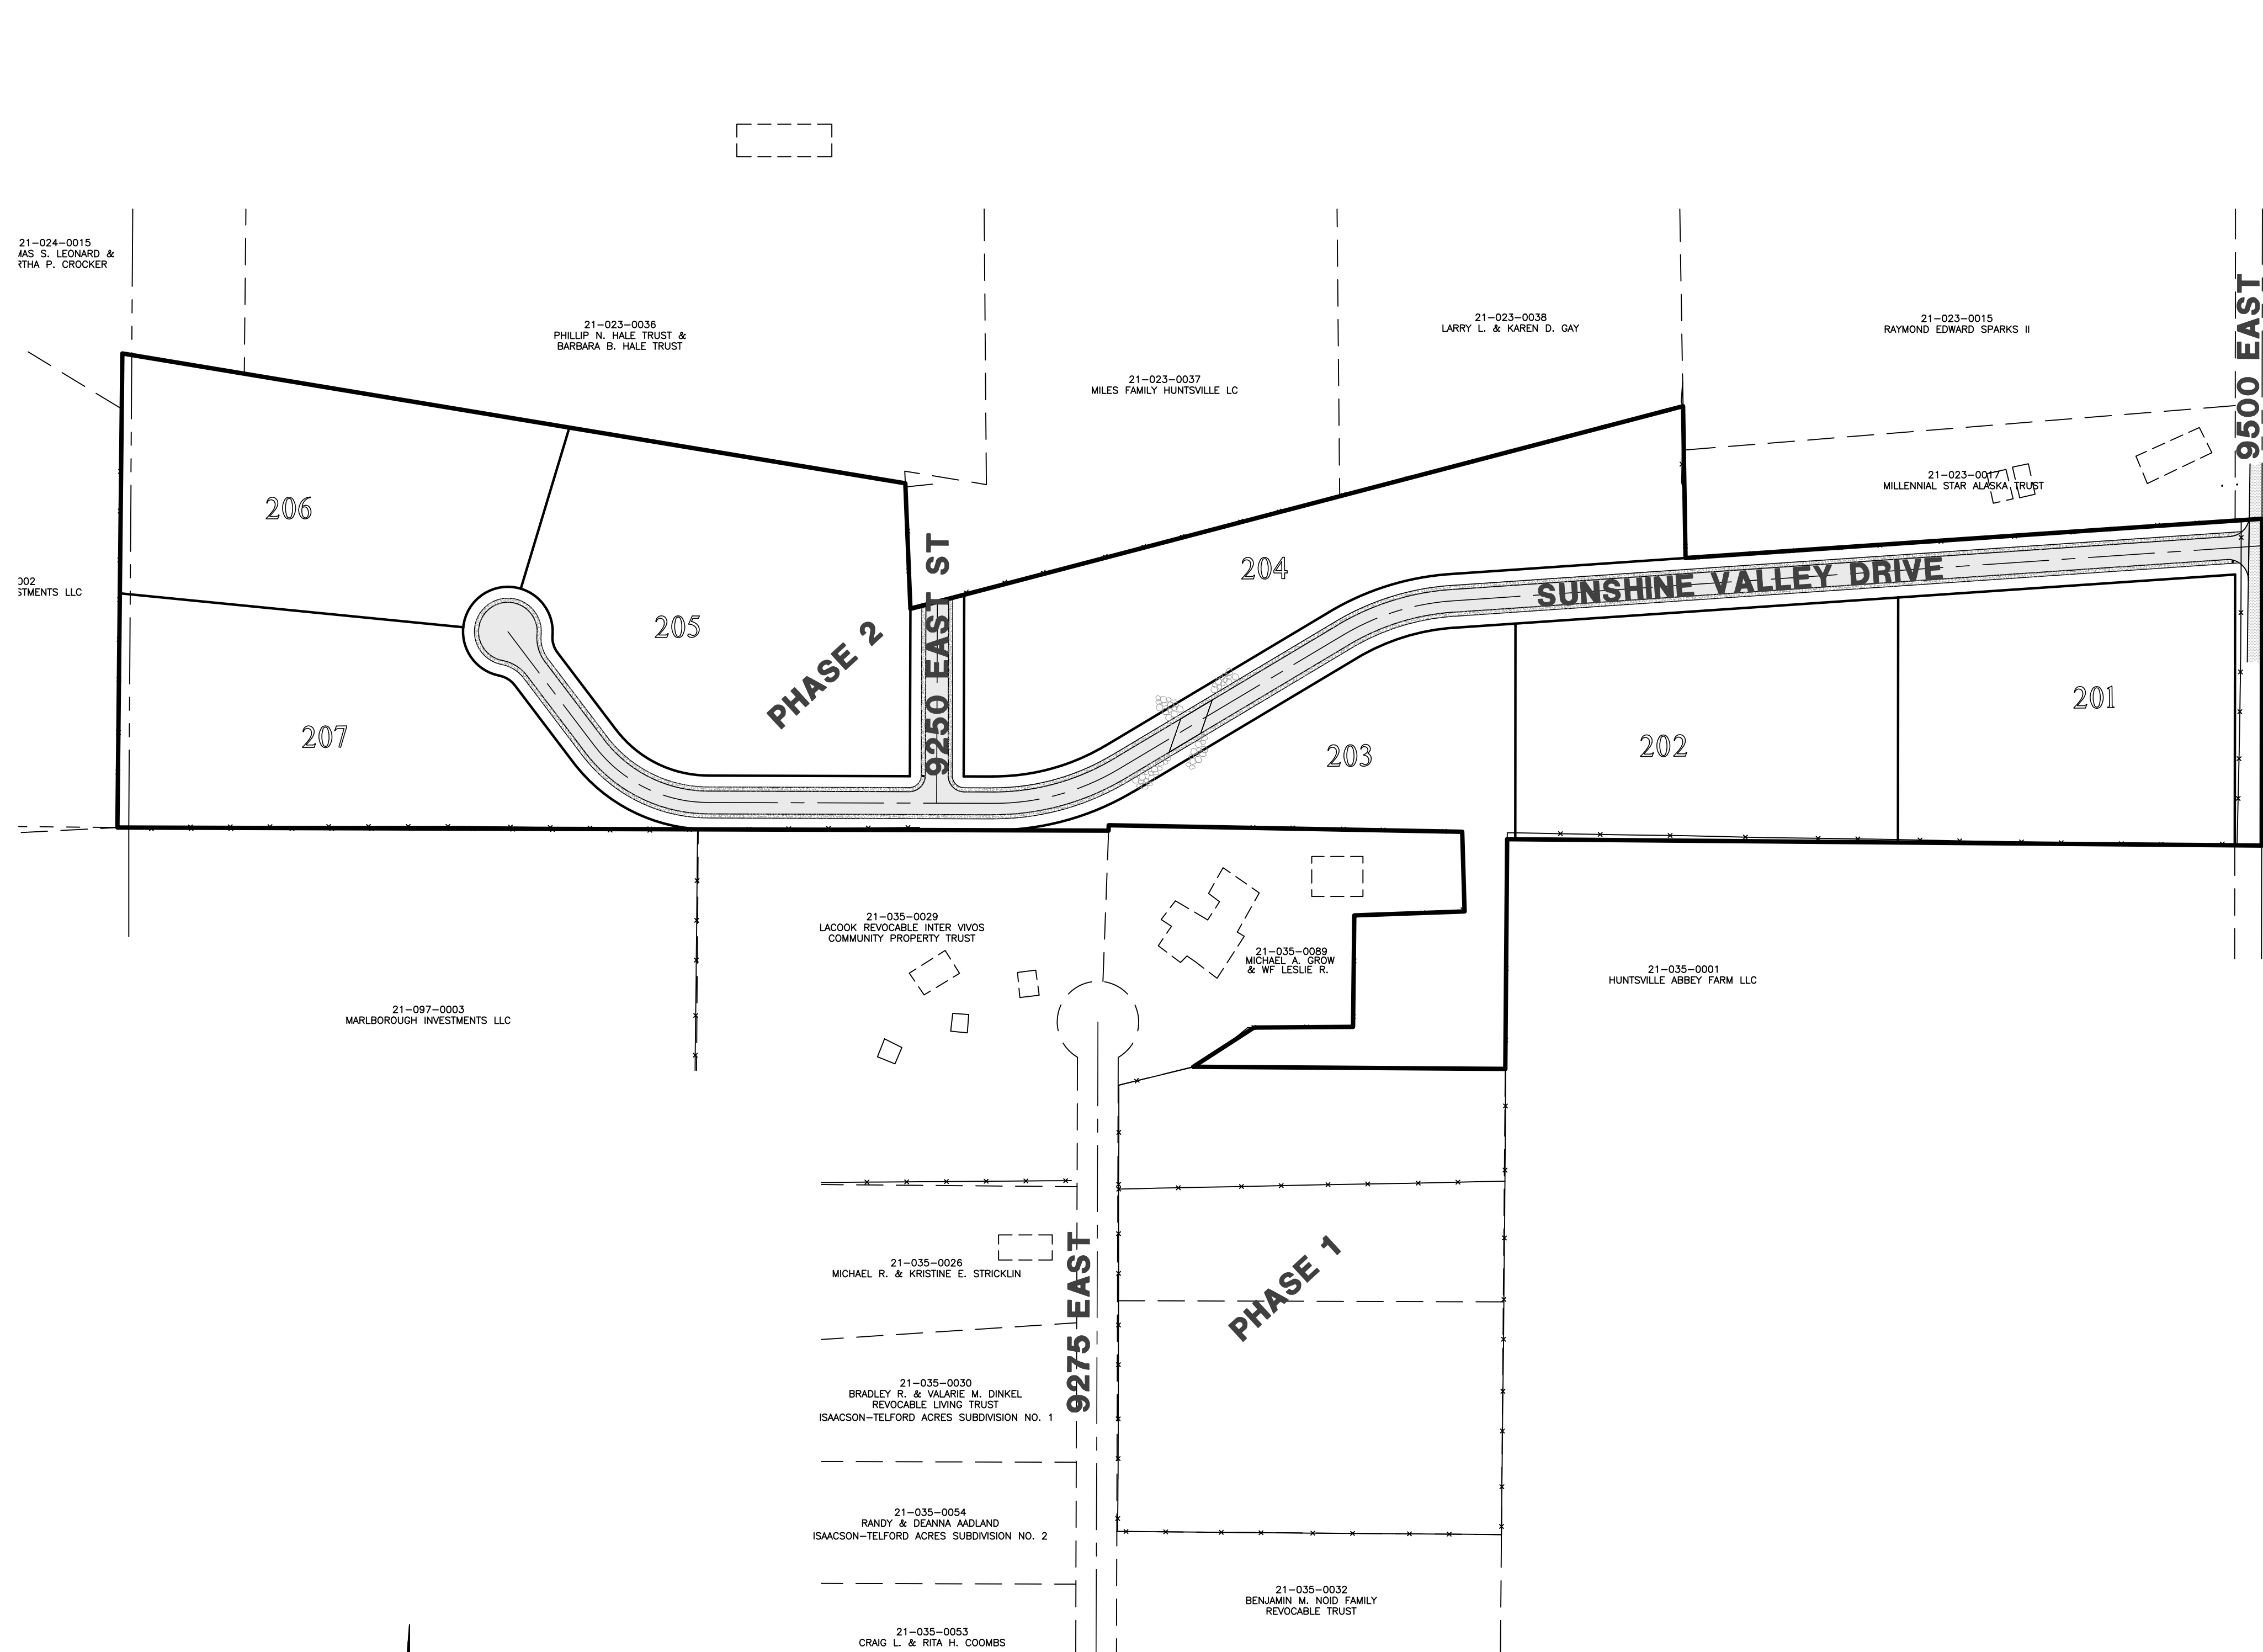 21-024-0015
MAS S. LEONARD &
RTHA P. CROCKER
21-023-0036
PHILLIP N. HALE TRUST &
BARBARA B. HALE TRUST
21-023-0037
MILES FAMILY HUNTSVILLE LC
21-023-0038
LARRY L. & KAREN D. GAY
21-023-0015
RAYMOND EDWARD SPARKS II
9500 EAST
21-023-0017
MILLENNIAL STAR ALASKA TRUST
206
002
STMENTS LLC
205
204
SUNSHINE VALLEY DRIVE
PHASE 2
9250 EAST ST
207
203
202
201
21-035-0029
LACOOK REVOCABLE INTER VIVOS
COMMUNITY PROPERTY TRUST
21-035-0089
MICHAEL A. GROW
& WF LESLIE R.
21-035-0001
HUNTSVILLE ABBEY FARM LLC
21-097-0003
MARLBOROUGH INVESTMENTS LLC
21-035-0026
MICHAEL R. & KRISTINE E. STRICKLIN
9275 EAST
PHASE 1
21-035-0030
BRADLEY R. & VALARIE M. DINKEL
REVOCABLE LIVING TRUST
ISAACSON-TELFORD ACRES SUBDIVISION NO. 1
21-035-0054
RANDY & DEANNA AADLAND
ISAACSON-TELFORD ACRES SUBDIVISION NO. 2
21-035-0032
BENJAMIN M. NOID FAMILY
REVOCABLE TRUST
21-035-0053
CRAIG L. & RITA H. COOMBS